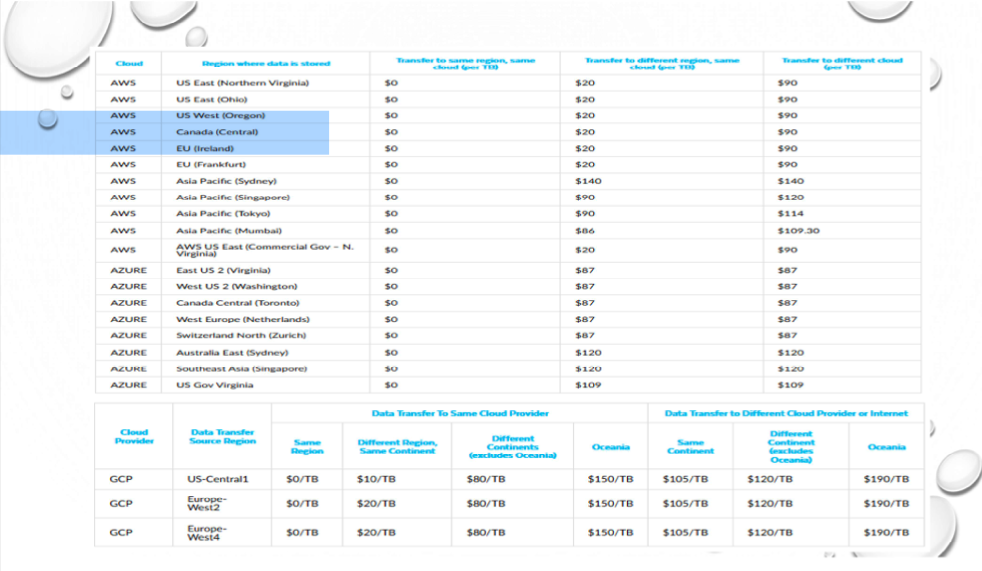 Cloud Region where data is stored Transfer to same region, same cloud (per TB) Transfer to different region, same cloud (per TB) Transfer to different cloud (per TB)
AWS US East (Northern Virginia) $0 $20 $90
AWS US East (Ohio) $0 $20 $90
AWS US West (Oregon) $0 $20 $90
AWS Canada (Central) $0 $20 $90
AWS EU (Ireland) $0 $20 $90
AWS EU (Frankfurt) $0 $20 $90
AWS Asia Pacific (Sydney) $0 $140 $140
AWS Asia Pacific (Singapore) $0 $90 $120
AWS Asia Pacific (Tokyo) $0 $90 $114
AWS Asia Pacific (Mumbai) $0 $86 $109.30
AWS AWS US East (Commercial Gov – N. Virginia) $0 $20 $90
AZURE East US 2 (Virginia) $0 $87 $87
AZURE West US 2 (Washington) $0 $87 $87
AZURE Canada Central (Toronto) $0 $87 $87
AZURE West Europe (Netherlands) $0 $87 $87
AZURE Switzerland North (Zurich) $0 $87 $87
AZURE Australia East (Sydney) $0 $120 $120
AZURE Southeast Asia (Singapore) $0 $120 $120
AZURE US Gov Virginia $0 $109 $109
Data Transfer To Same Cloud Provider Data Transfer to Different Cloud Provider or Internet
Cloud Provider Data Transfer Source Region Same Region Different Region, Same Continent Different Continents (excludes Oceania) Oceania Same Continent Different Continent (excludes Oceania) Oceania
GCP US-Central1 $0/TB $10/TB $80/TB $150/TB $105/TB $120/TB $190/TB
GCP Europe-West2 $0/TB $20/TB $80/TB $150/TB $105/TB $120/TB $190/TB
GCP Europe-West4 $0/TB $20/TB $80/TB $150/TB $105/TB $120/TB $190/TB